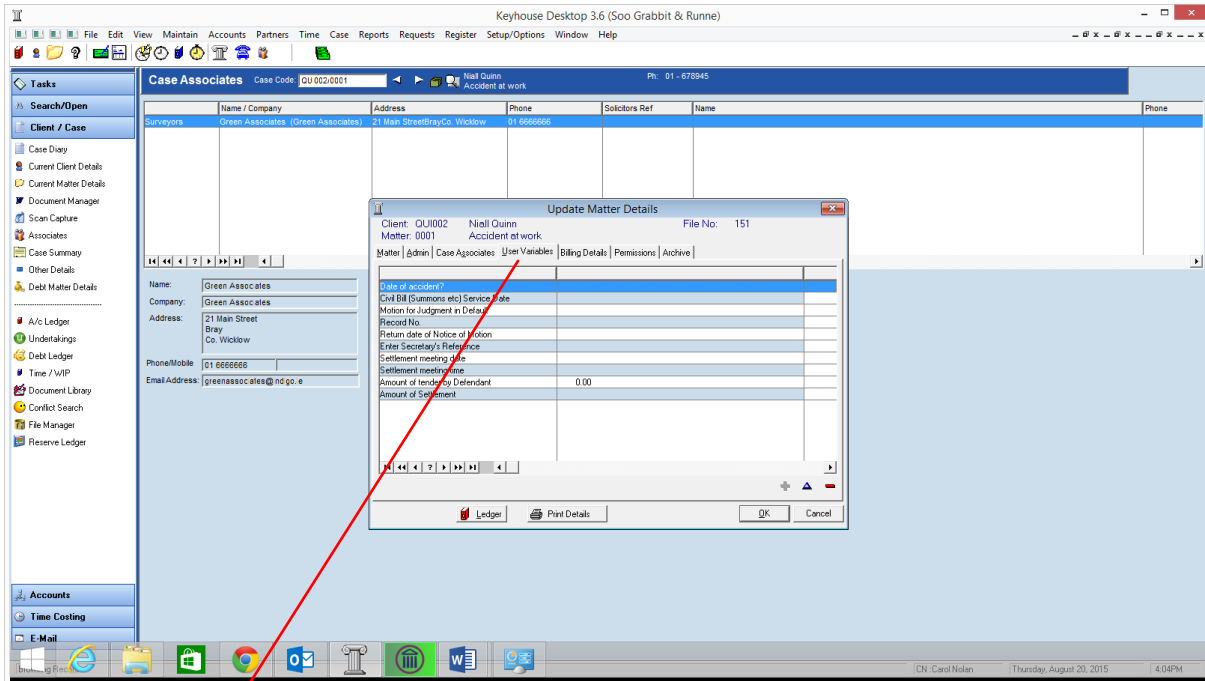 Keyhouse Desktop 3.6 (Soo Grabbit & Runne)
File Edit View Maintain Accounts Partners Time Case Reports Requests Register Setup/Options Window Help
Tasks
Search/Open
Client / Case
Case Diary
Current Client Details
Current Matter Details
Document Manager
Scan Capture
Associates
Case Summary
Other Details
Debt Matter Details
A/c Ledger
Undertakings
Debt Ledger
Time / WIP
Document Library
Conflict Search
File Manager
Reserve Ledger
Accounts
Time Costing
E-Mail
Case Associates Case Code: QUI002/0001 Niall Quinn Ph: 01 - 678945
Accident at work
Name / Company Address Phone Solicitors Ref Name Phone
Surveyors Green Associates (Green Associates) 21 Main StreetBrayCo. Wicklow 01 6666666
Name: Green Associates
Company: Green Associates
Address: 21 Main Street
Bray
Co. Wicklow
Phone/Mobile 01 6666666
Email Address:
Update Matter Details
Client: QUI002 Niall Quinn File No: 151
Matter: 0001 Accident at work
Matter Admin Case Associates User Variables Billing Details Permissions Archive
Date of accident?
Civil Bill (Summons etc) Service Date
Motion for Judgment in Default
Record No.
Return date of Notice of Motion
Enter Secretary's Reference
Settlement meeting date
Settlement meeting time
Amount of tender by Defendant 0.00
Amount of Settlement
Ledger Print Details OK Cancel
CN :Carol Nolan Thursday, August 20, 2015 4:04PM